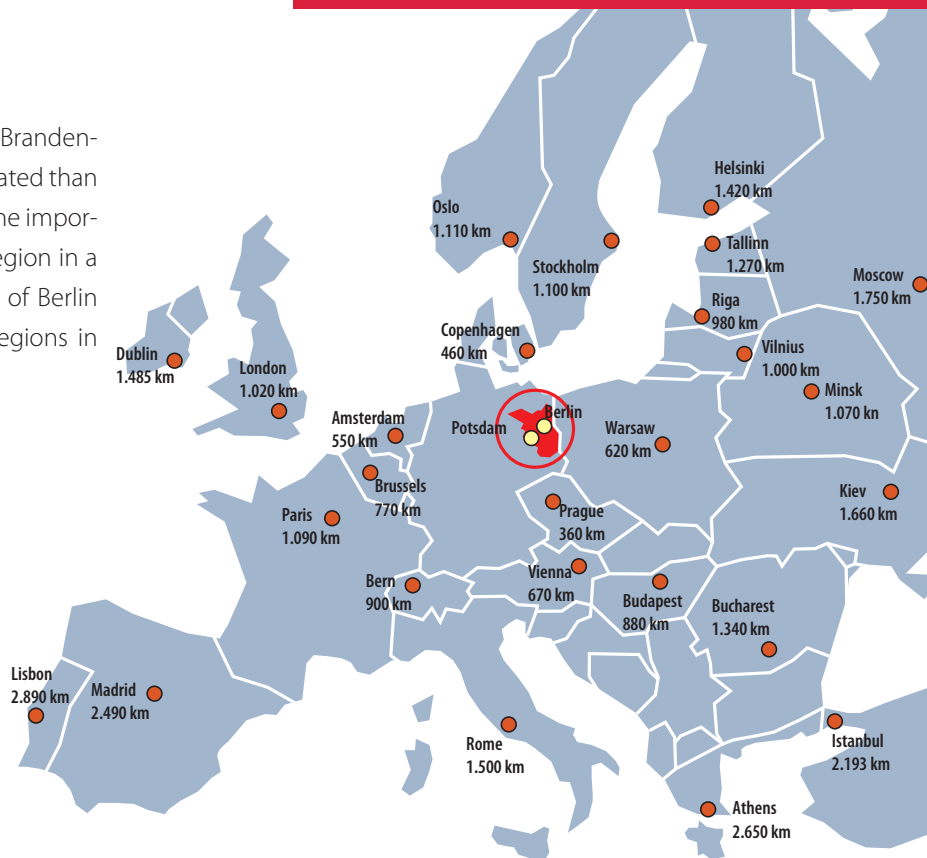 Branden-
ated than
he impor-
egion in a
of Berlin
egions in
Helsinki
1.420 km
Oslo
1.110 km
Tallinn
1.270 km
Stockholm
1.100 km
Moscow
1.750 km
Riga
980 km
Copenhagen
460 km
Vilnius
1.000 km
Dublin
1.485 km
London
1.020 km
Minsk
1.070 kn
Amsterdam
550 km
Berlin
Potsdam
Warsaw
620 km
Brussels
770 km
Kiev
1.660 km
Paris
1.090 km
Prague
360 km
Bern
900 km
Vienna
670 km
Budapest
880 km
Bucharest
1.340 km
Lisbon
2.890 km
Madrid
2.490 km
Rome
1.500 km
Istanbul
2.193 km
Athens
2.650 km